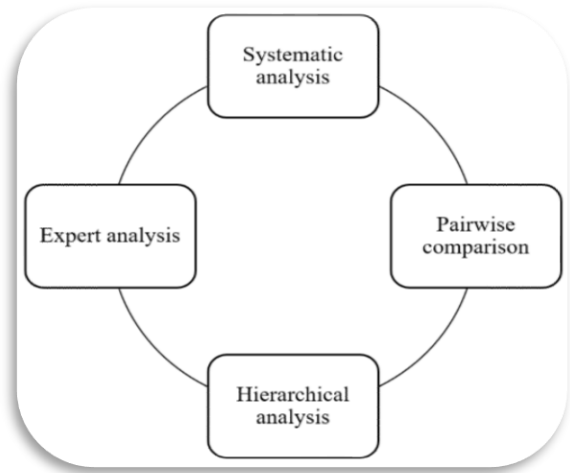 Systematic
analysis
Expert analysis
Pairwise
comparison
Hierarchical
analysis